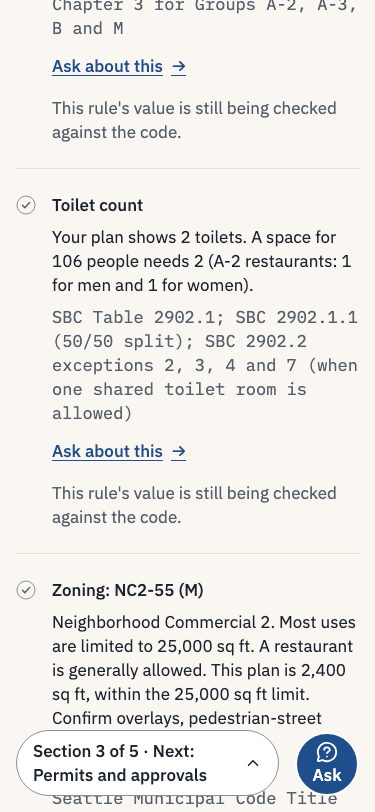 Chapter 3 for Groups A-2, A-3,
B and M
Ask about this →
This rule's value is still being checked
against the code.
Toilet count
Your plan shows 2 toilets. A space for
106 people needs 2 (A-2 restaurants: 1
for men and 1 for women).
SBC Table 2902.1; SBC 2902.1.1
(50/50 split); SBC 2902.2
exceptions 2, 3, 4 and 7 (when
one shared toilet room is
allowed)
Ask about this →
This rule's value is still being checked
against the code.
Zoning: NC2-55 (M)
Neighborhood Commercial 2. Most uses
are limited to 25,000 sq ft. A restaurant
is generally allowed. This plan is 2,400
sq ft, within the 25,000 sq ft limit.
Confirm overlays, pedestrian-street
Section 3 of 5 · Next:
Permits and approvals
Ask
Seattle Municipal Code Title